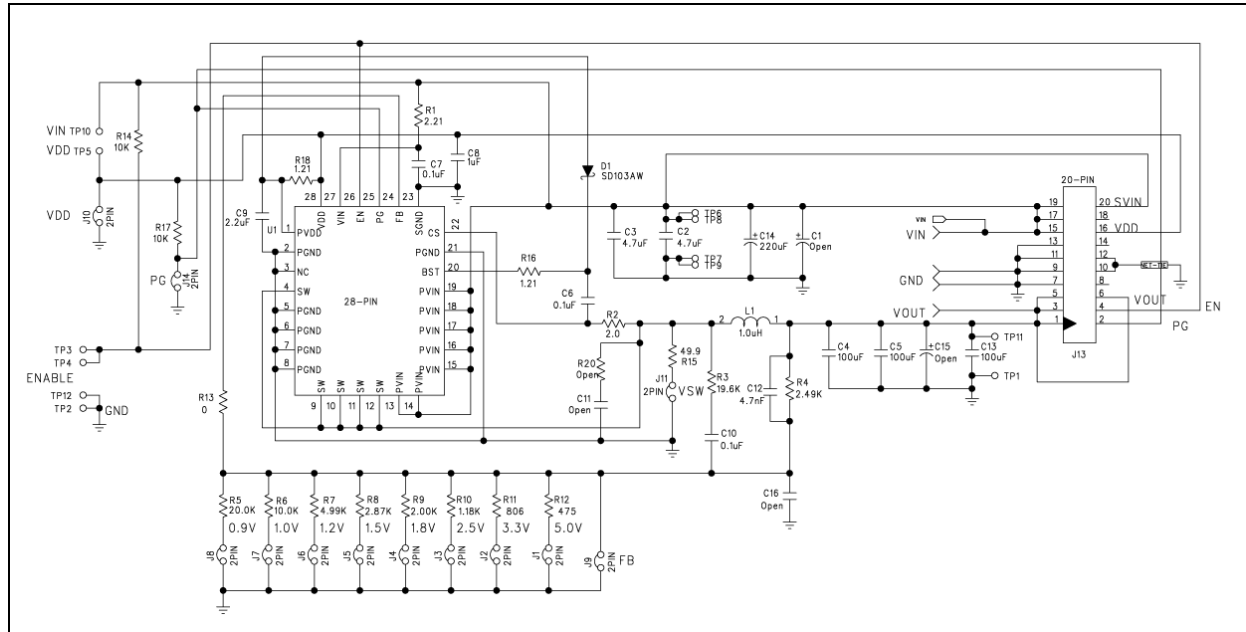 VIN TP10
VDD TP5
R14
10K
J10
2PIN
VDD
R17
10K
PG
J14
2PIN
TP3
TP4
ENABLE
TP12
TP2
GND
R13
0
R18
1.21
C9
2.2uF
U1
28 27 26 25 24 23
VDD VIN EN PG FB SGND
1 PVDD
2 PGND
3 NC
4 SW
5 PGND
6 PGND
7 PGND
8 PGND
28-PIN
22 CS
21 PGND
20 BST
19 PVIN
18 PVIN
17 PVIN
16 PVIN
15 PVIN
SW SW SW SW PVIN PVIN
9 10 11 12 13 14
R1
2.21
C7
0.1uF
C8
1uF
D1
SD103AW
R16
1.21
C6
0.1uF
R2
2.0
R20
Open
C11
Open
49.9
R15
J11
2PIN
VSW
R3
19.6K
C10
0.1uF
2 L1 1
1.0uH
C12
4.7nF
R4
2.49K
C16
Open
C3
4.7uF
C2
4.7uF
TP6
TP8
TP7
TP9
+
C14
220uF
+
C1
Open
C4
100uF
C5
100uF
+
C15
Open
C13
100uF
TP11
TP1
VIN
VIN
GND
VOUT
20-PIN
19 20 SVIN
17 18
15 16 VDD
13 14
11 12
9 10
7 8
5 6 VOUT
3 4 EN
1 2 PG
J13
NET-TIE
R5
20.0K
0.9V
J8
2PIN
R6
10.0K
1.0V
J7
2PIN
R7
4.99K
1.2V
J6
2PIN
R8
2.87K
1.5V
J5
2PIN
R9
2.00K
1.8V
J4
2PIN
R10
1.18K
2.5V
J3
2PIN
R11
806
3.3V
J2
2PIN
R12
475
5.0V
J1
2PIN
J9
2PIN
FB